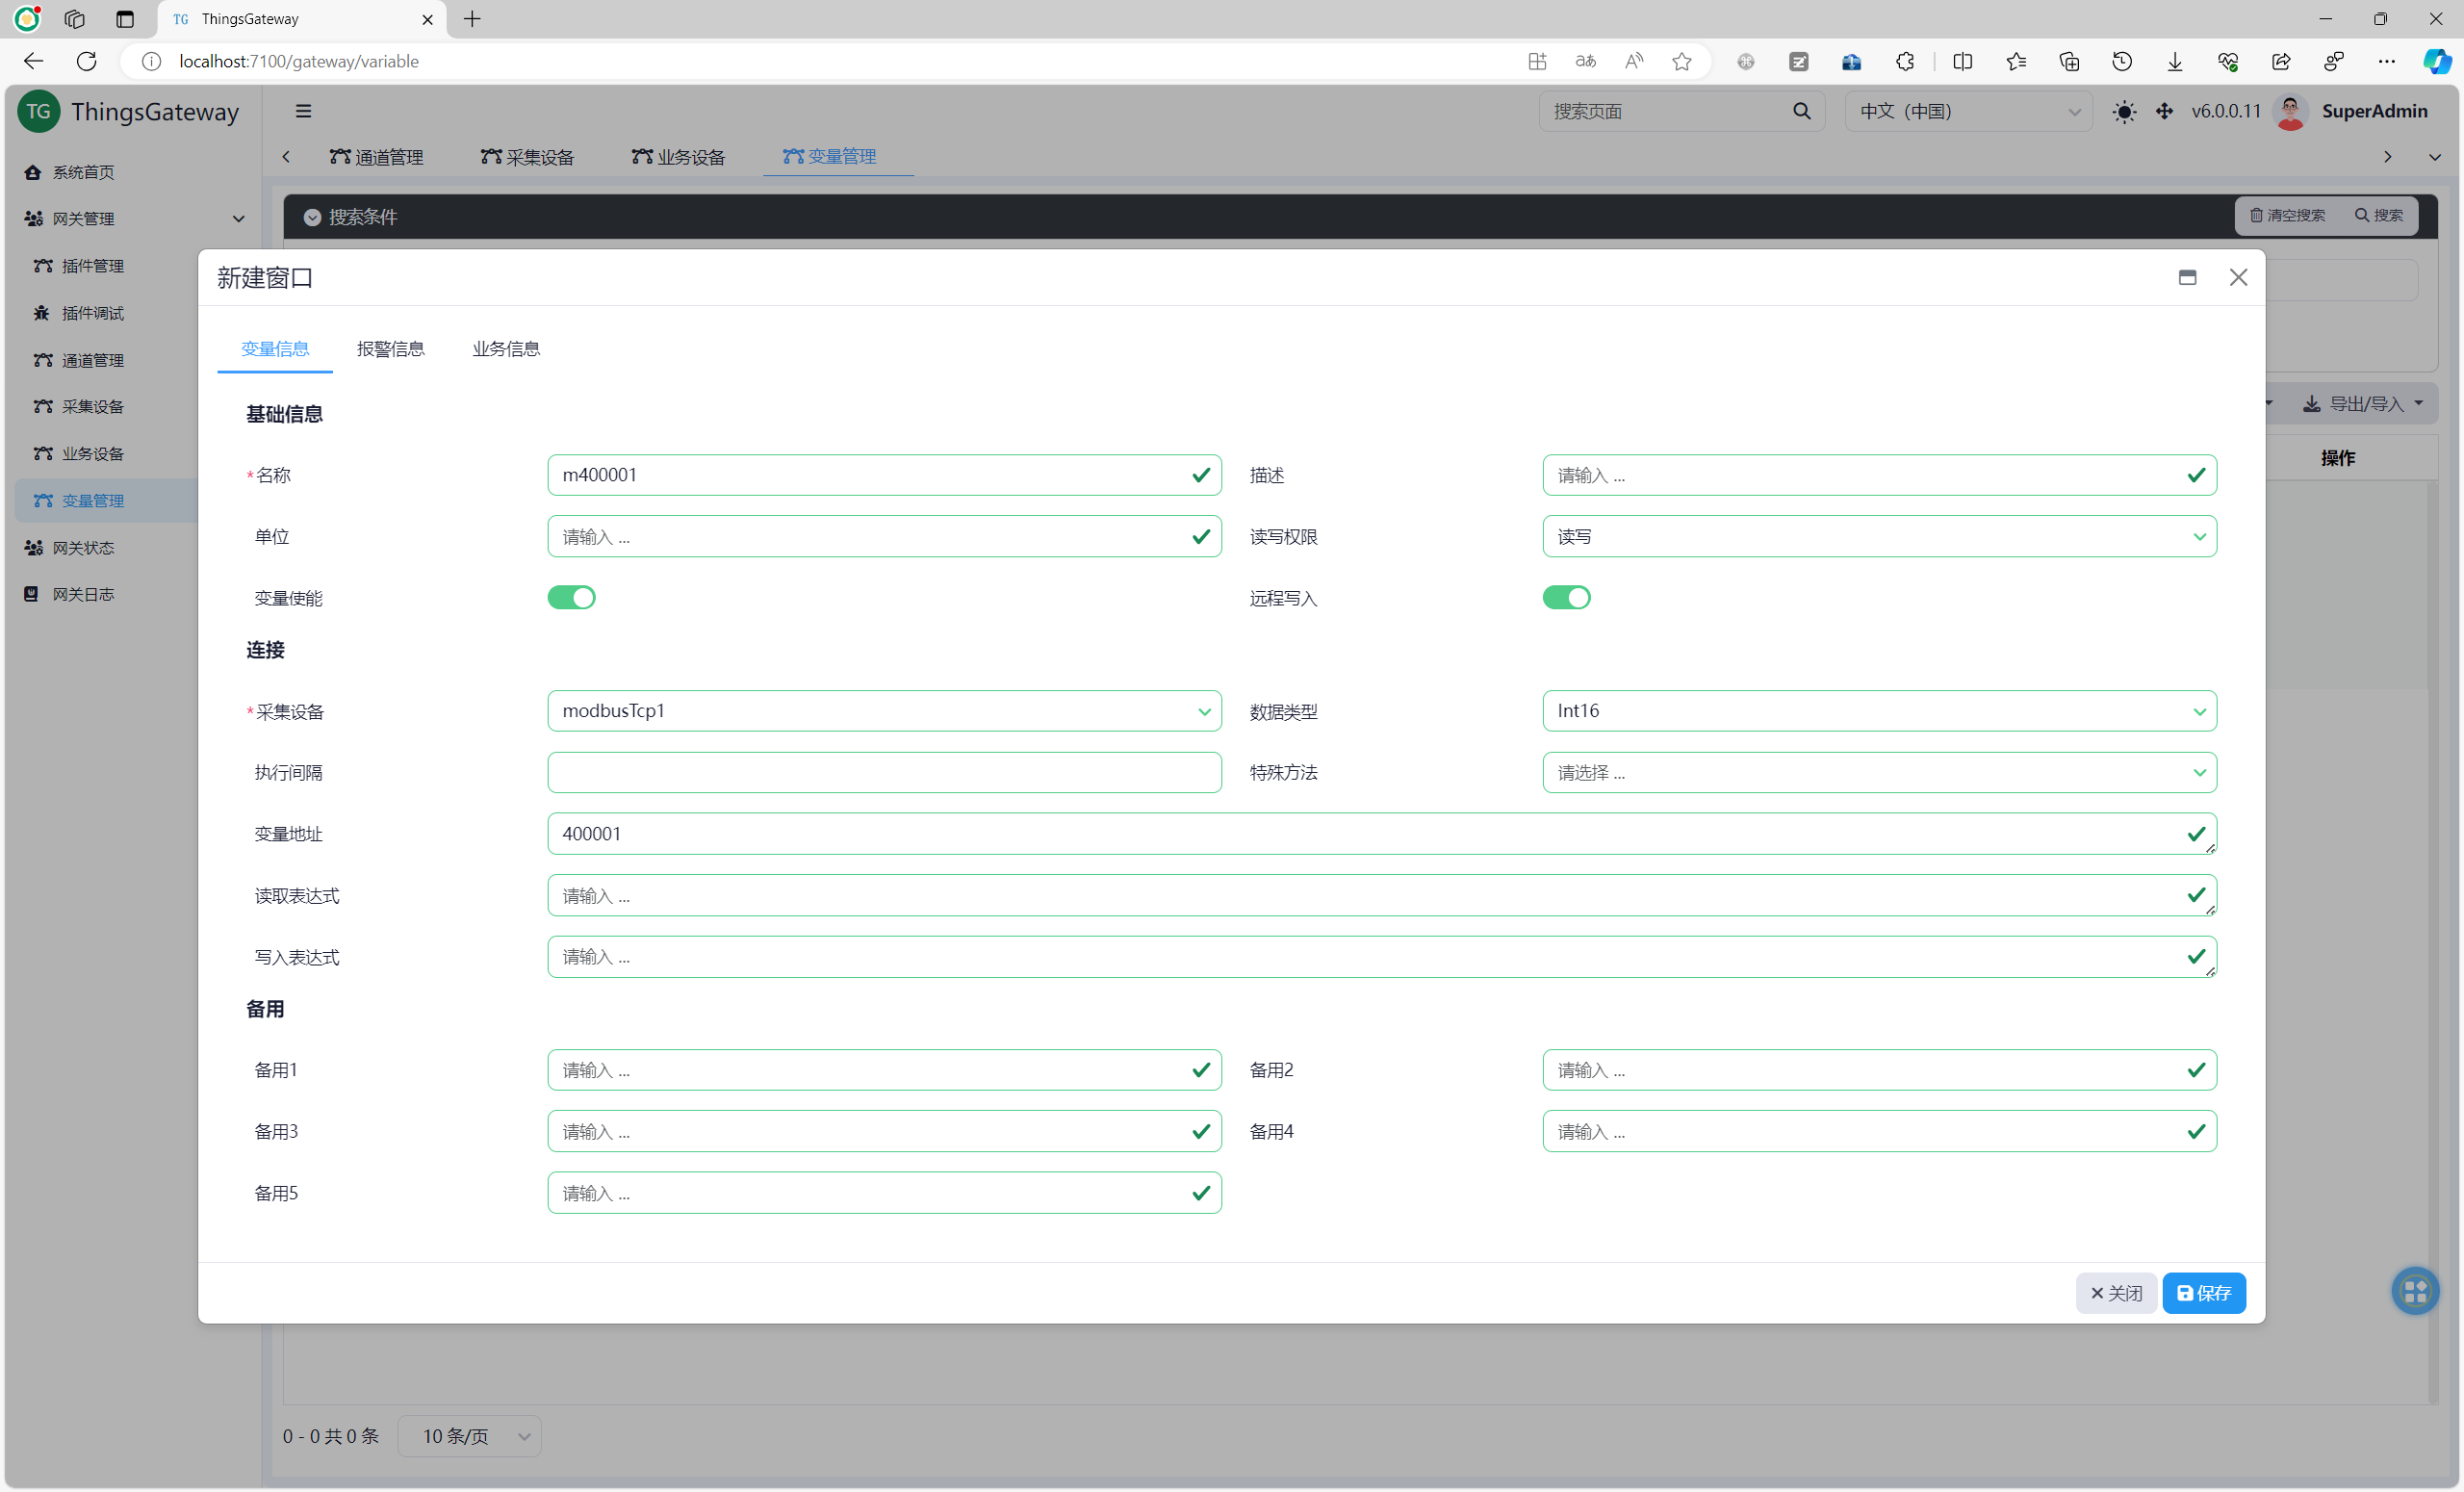 TG ThingsGateway
localhost:7100/gateway/variable
TG ThingsGateway
搜索页面
中文（中国）
v6.0.0.11
SuperAdmin
通道管理
采集设备
业务设备
变量管理
系统首页
网关管理
插件管理
插件调试
通道管理
采集设备
业务设备
变量管理
网关状态
网关日志
搜索条件
清空搜索
搜索
导出/导入
操作
新建窗口
变量信息
报警信息
业务信息
基础信息
*名称 m400001
描述 请输入 ...
单位 请输入 ...
读写权限 读写
变量使能
远程写入
连接
*采集设备 modbusTcp1
数据类型 Int16
执行间隔
特殊方法 请选择 ...
变量地址 400001
读取表达式 请输入 ...
写入表达式 请输入 ...
备用
备用1 请输入 ...
备用2 请输入 ...
备用3 请输入 ...
备用4 请输入 ...
备用5 请输入 ...
关闭
保存
0 - 0 共 0 条
10 条/页